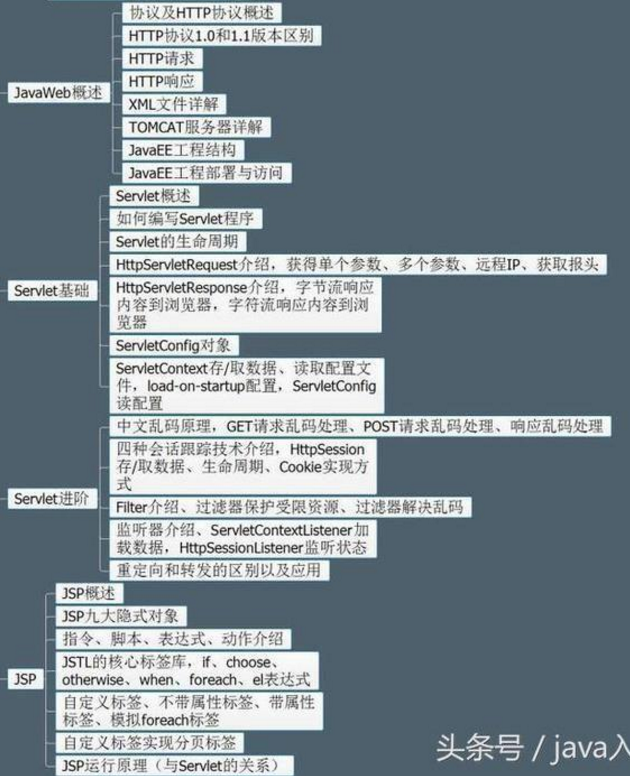 协议及HTTP协议概述
HTTP协议1.0和1.1版本区别
HTTP请求
HTTP响应
JavaWeb概述
XML文件详解
TOMCAT服务器详解
JavaEE工程结构
JavaEE工程部署与访问
Servlet概述
如何编写Servlet程序
Servlet的生命周期
HttpServletRequest介绍，获得单个参数、多个参数、远程IP、获取报头
Servlet基础
HttpServletResponse介绍，字节流响应
内容到浏览器，字符流响应内容到浏
览器
ServletConfig对象
ServletContext存/取数据、读取配置文
件，load-on-startup配置，ServletConfig
读配置
中文乱码原理，GET请求乱码处理、POST请求乱码处理、响应乱码处理
四种会话跟踪技术介绍，HttpSession
存/取数据、生命周期、Cookie实现方
式
Servlet进阶
Filter介绍、过滤器保护受限资源、过滤器解决乱码
监听器介绍、ServletContextListener加
载数据，HttpSessionListener监听状态
重定向和转发的区别以及应用
JSP概述
JSP九大隐式对象
指令、脚本、表达式、动作介绍
JSP
JSTL的核心标签库，if、choose、
otherwise、when、foreach、el表达式
自定义标签、不带属性标签、带属性
标签、模拟foreach标签
自定义标签实现分页标签
JSP运行原理（与Servlet的关系）
头条号 / java入